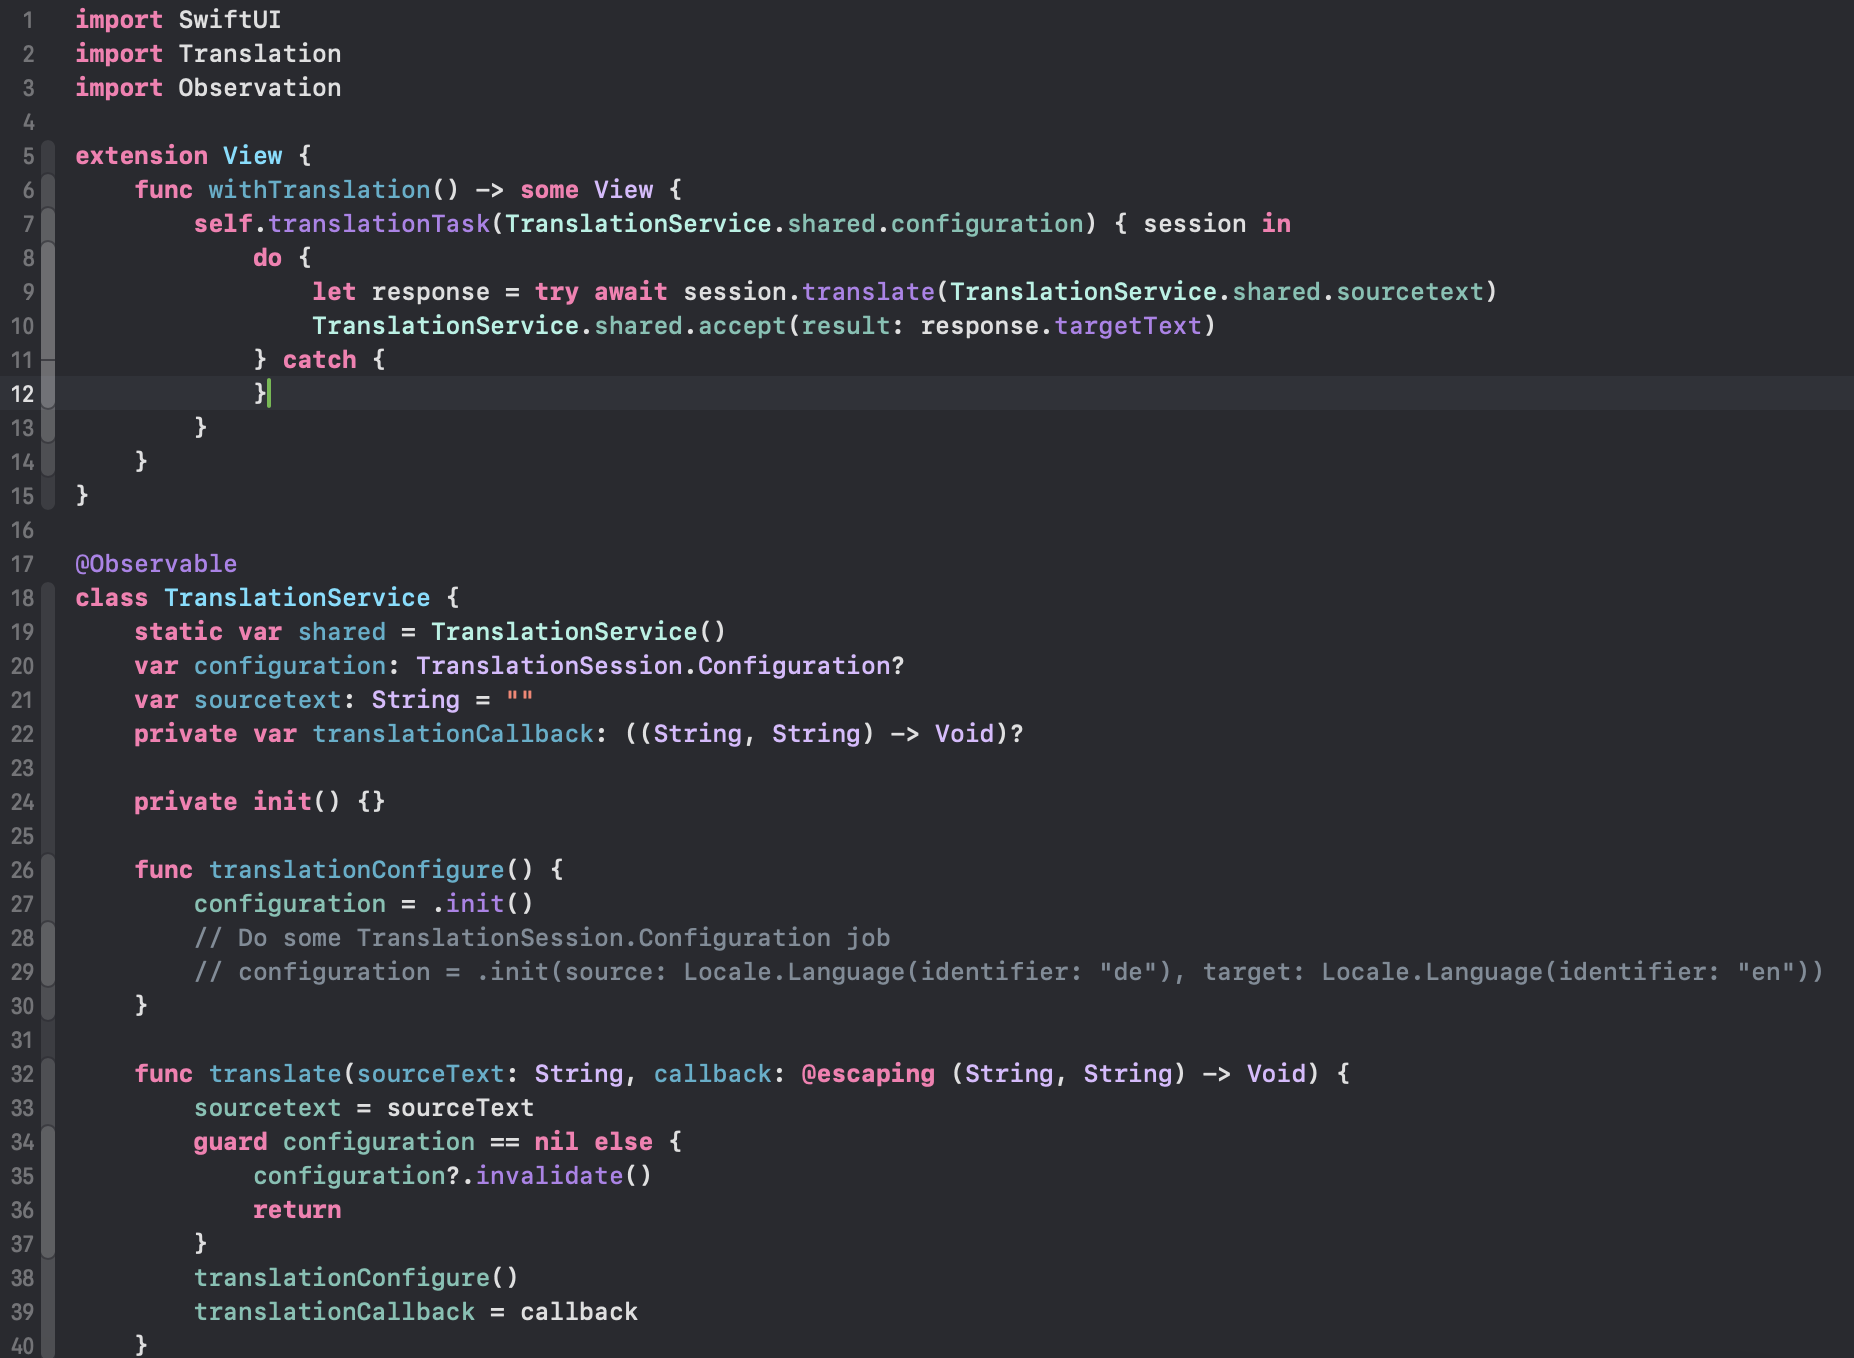 1 import SwiftUI
2 import Translation
3 import Observation
4
5 extension View {
6     func withTranslation() -> some View {
7         self.translationTask(TranslationService.shared.configuration) { session in
8             do {
9                 let response = try await session.translate(TranslationService.shared.sourcetext)
10                 TranslationService.shared.accept(result: response.targetText)
11             } catch {
12             }
13         }
14     }
15 }
16
17 @Observable
18 class TranslationService {
19     static var shared = TranslationService()
20     var configuration: TranslationSession.Configuration?
21     var sourcetext: String = ""
22     private var translationCallback: ((String, String) -> Void)?
23
24     private init() {}
25
26     func translationConfigure() {
27         configuration = .init()
28         // Do some TranslationSession.Configuration job
29         // configuration = .init(source: Locale.Language(identifier: "de"), target: Locale.Language(identifier: "en"))
30     }
31
32     func translate(sourceText: String, callback: @escaping (String, String) -> Void) {
33         sourcetext = sourceText
34         guard configuration == nil else {
35             configuration?.invalidate()
36             return
37         }
38         translationConfigure()
39         translationCallback = callback
40     }